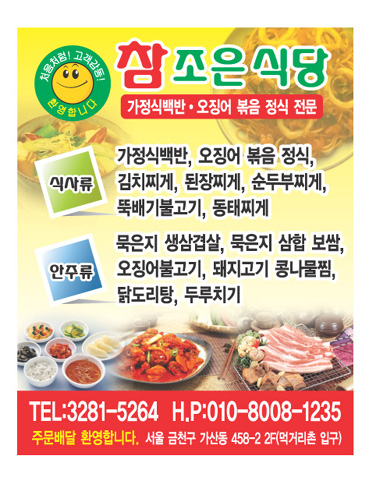 처음처럼! 고객감동!
환영합니다
참조은식당
가정식백반·오징어 볶음 정식 전문
식사류
가정식백반, 오징어 볶음 정식,
김치찌게, 된장찌게, 순두부찌게,
뚝배기불고기, 동태찌게
안주류
묵은지 생삼겹살, 묵은지 삼합 보쌈,
오징어불고기, 돼지고기 콩나물찜,
닭도리탕, 두루치기
TEL:3281-5264 H.P:010-8008-1235
주문배달 환영합니다. 서울 금천구 가산동 458-2 2F(먹거리촌 입구)